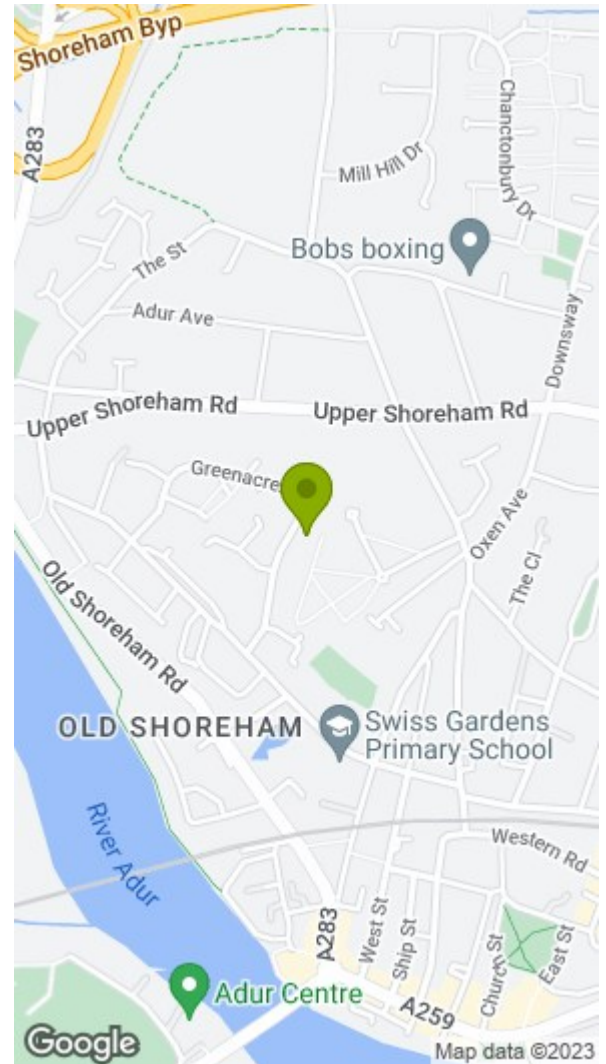 Shoreham Byp
A283
Chanctonbury Dr
Mill Hill Dr
Bobs boxing
The St
Adur Ave
Downsway
Upper Shoreham Rd
Upper Shoreham Rd
Greenacres
Oxen Ave
The Cl
Old Shoreham Rd
OLD SHOREHAM
Swiss Gardens
Primary School
River Adur
Western Rd
A283
West St
Ship St
Church St
East St
Adur Centre
A259
Google
Map data ©2023